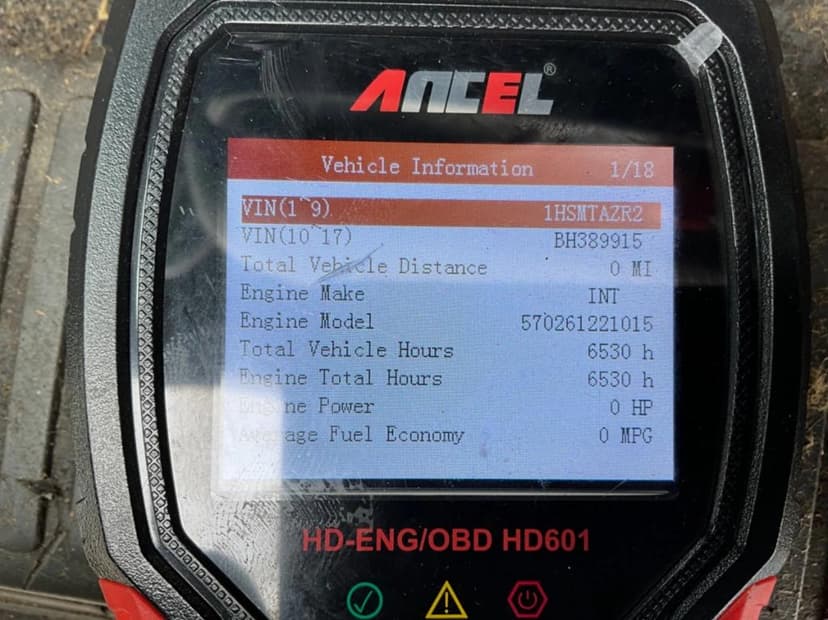 ANCEL®
Vehicle Information 1/18
VIN(1~9) 1HSMTAZR2
VIN(10~17) BH389915
Total Vehicle Distance 0 MI
Engine Make INT
Engine Model 570261221015
Total Vehicle Hours 6530 h
Engine Total Hours 6530 h
Engine Power 0 HP
Average Fuel Economy 0 MPG
HD-ENG/OBD HD601